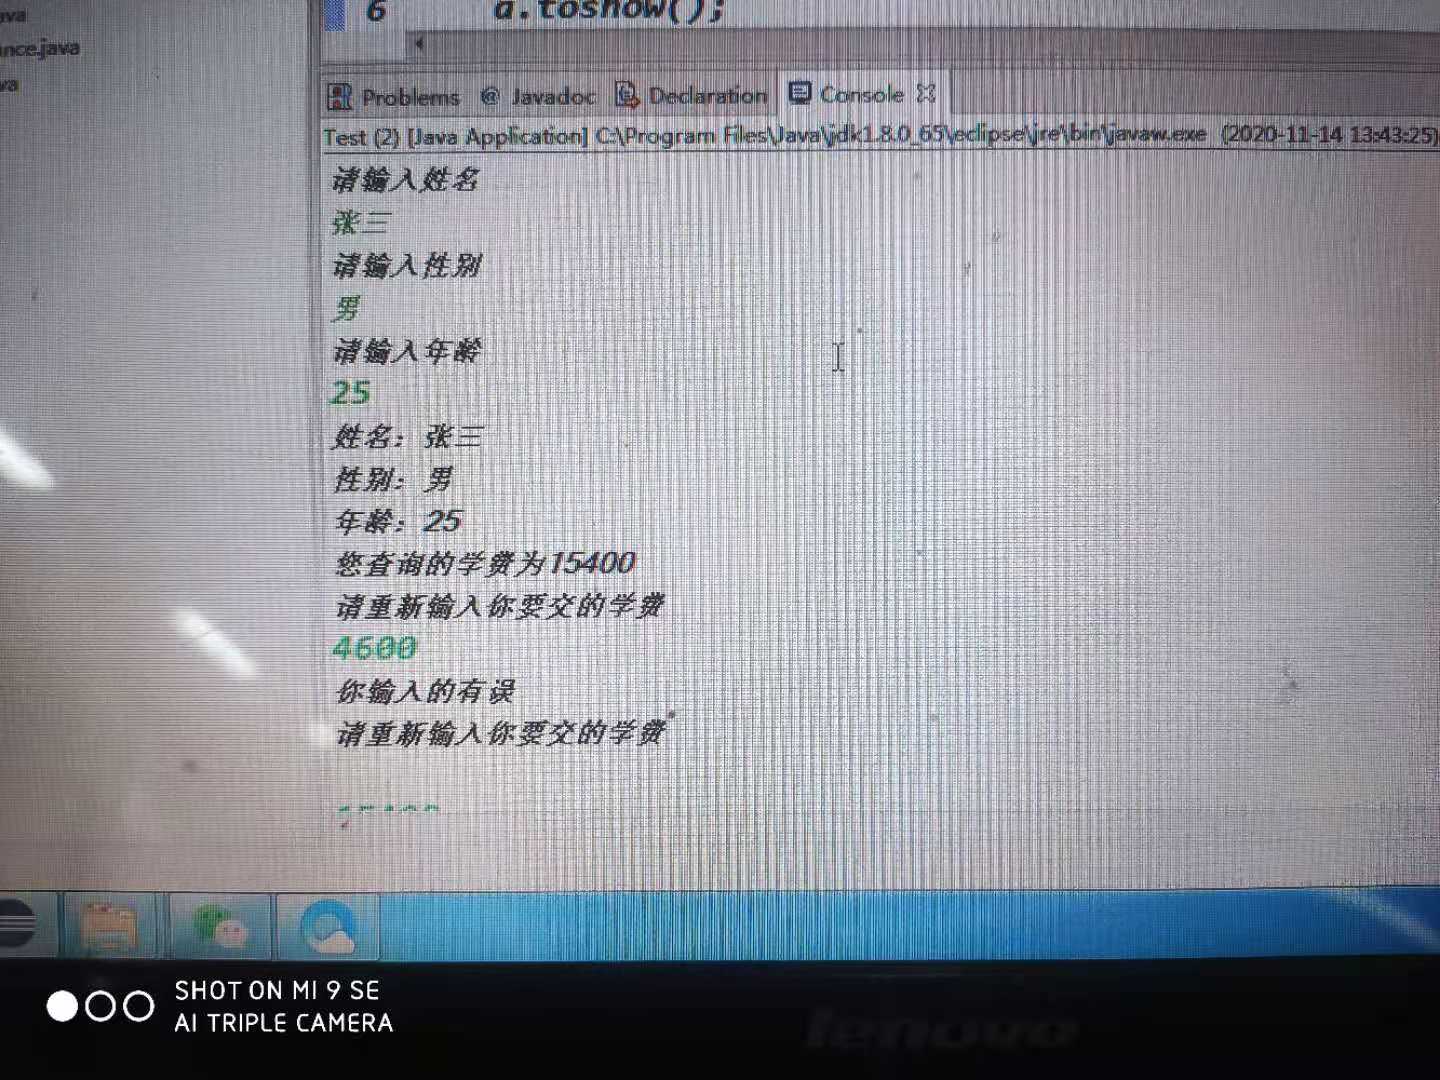 ava
ance.java
va
6 a.toshow();
Problems @ Javadoc Declaration Console
Test (2) [Java Application] C:\Program Files\Java\jdk1.8.0_65\eclipse\jre\bin\javaw.exe (2020-11-14 13:43:25)
请输入姓名
张三
请输入性别
男
请输入年龄
25
姓名：张三
性别：男
年龄：25
您查询的学费为15400
请重新输入你要交的学费
4600
你输入的有误
请重新输入你要交的学费
SHOT ON MI 9 SE
AI TRIPLE CAMERA
lenovo